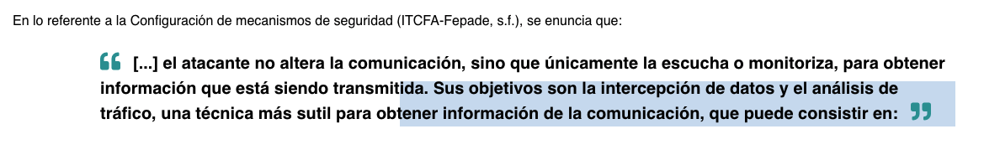 En lo referente a la Configuración de mecanismos de seguridad (ITCFA-Fepade, s.f.), se enuncia que:
“ [...] el atacante no altera la comunicación, sino que únicamente la escucha o monitoriza, para obtener
información que está siendo transmitida. Sus objetivos son la intercepción de datos y el análisis de
tráfico, una técnica más sutil para obtener información de la comunicación, que puede consistir en: ”